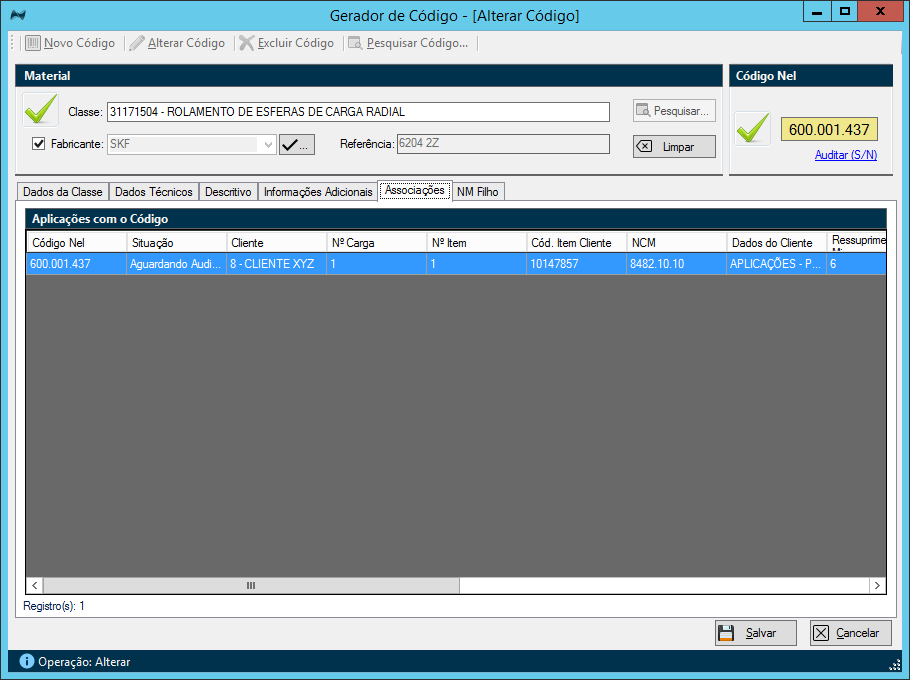 Gerador de Código - [Alterar Código]
Novo Código Alterar Código Excluir Código Pesquisar Código...
Material Código Nel
Classe: 31171504 - ROLAMENTO DE ESFERAS DE CARGA RADIAL Pesquisar...
600.001.437
Fabricante: SKF ... Referência: 6204 2Z Limpar
Auditar (S/N)
Dados da Classe Dados Técnicos Descritivo Informações Adicionais Associações NM Filho
Aplicações com o Código
Código Nel Situação Cliente Nº Carga Nº Item Cód. Item Cliente NCM Dados do Cliente Ressuprime
600.001.437 Aguardando Audi... 8 - CLIENTE XYZ 1 1 10147857 8482.10.10 APLICAÇÕES - P... 6
Registro(s): 1
Salvar Cancelar
Operação: Alterar